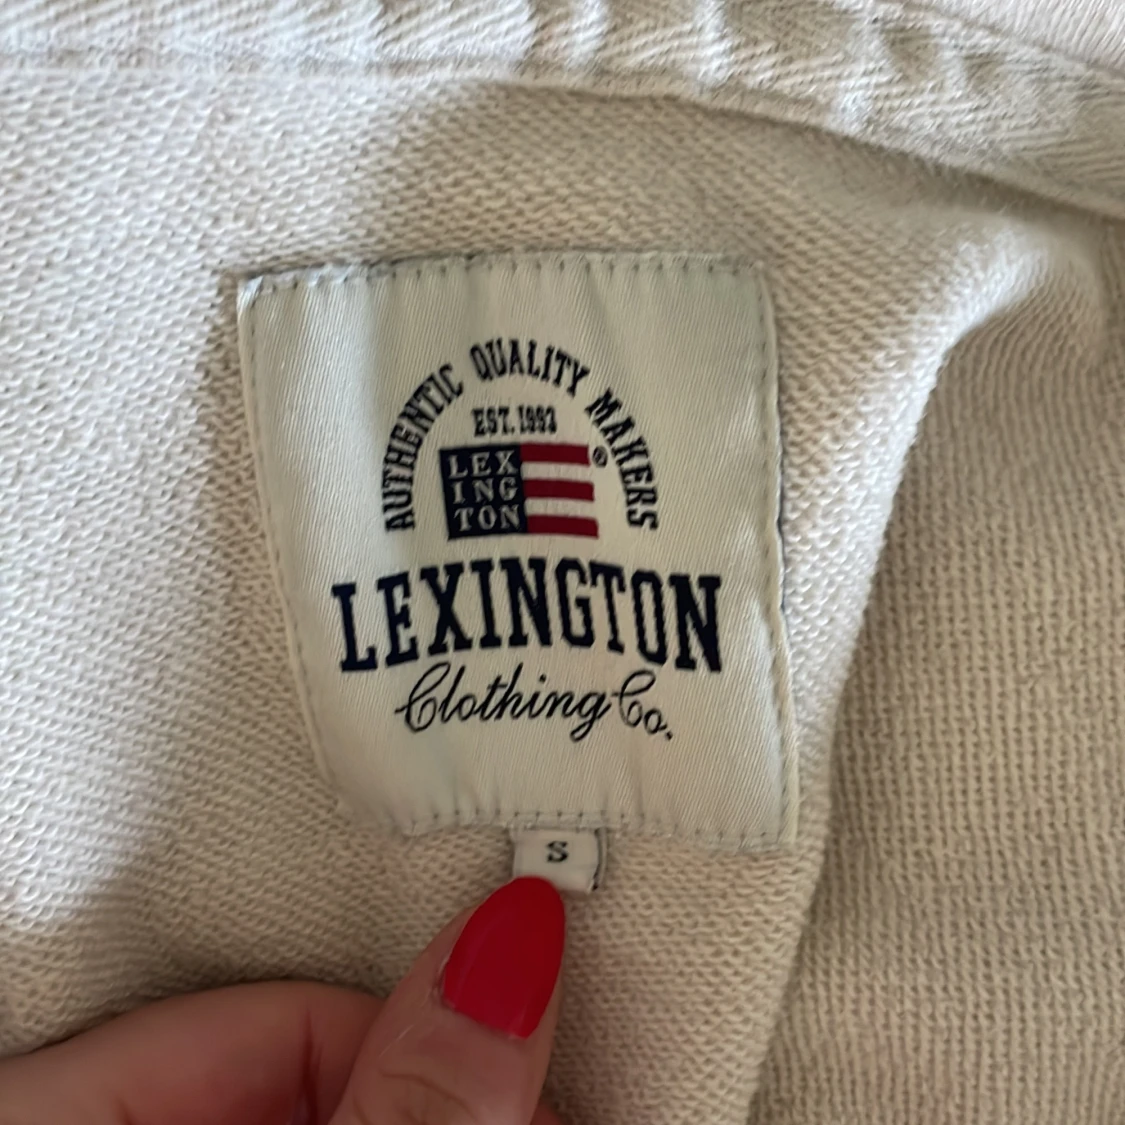 AUTHENTIC QUALITY MAKERS
EST. 1993
LEX
ING
TON
®
LEXINGTON
Clothing Co.
S